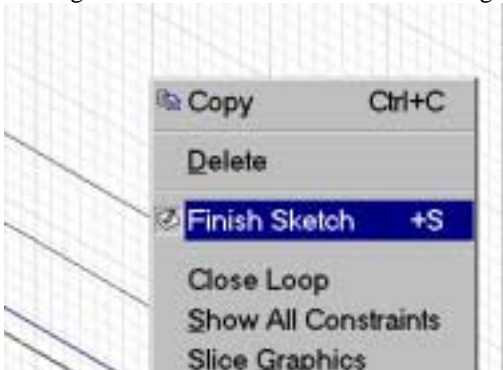 Copy Ctrl+C
Delete
Finish Sketch +S
Close Loop
Show All Constraints
Slice Graphics